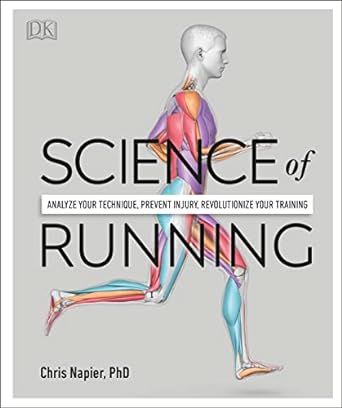 DK
SCIENCE of
ANALYZE YOUR TECHNIQUE, PREVENT INJURY, REVOLUTIONIZE YOUR TRAINING
RUNNING
Chris Napier, PhD